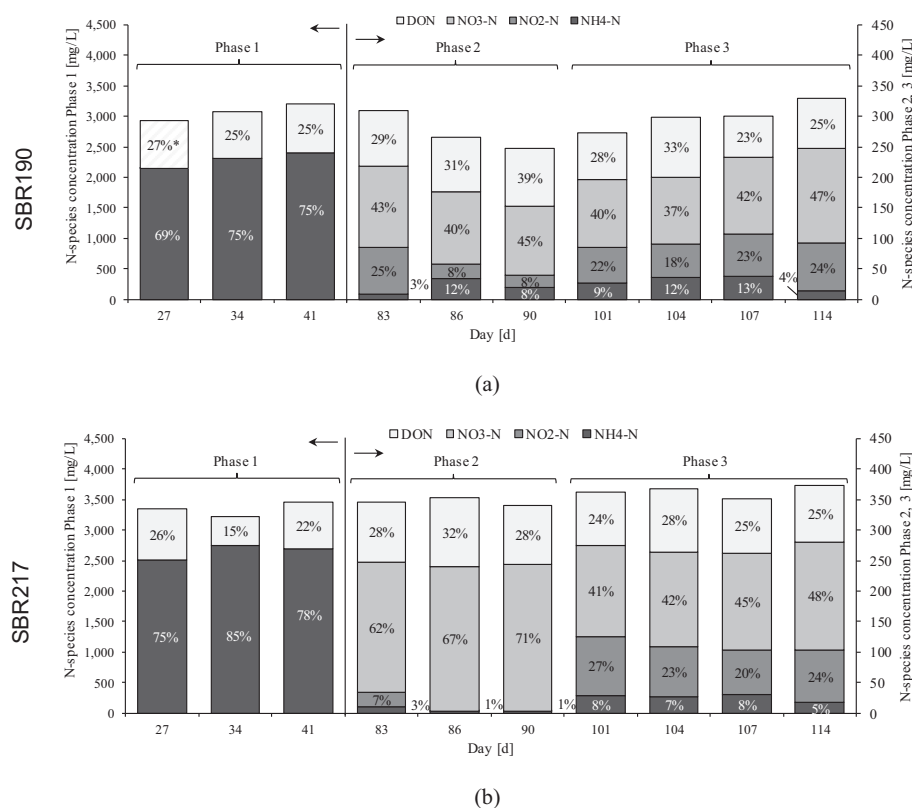 SBR190
DON NO3-N NO2-N NH4-N
Phase 1 Phase 2 Phase 3
N-species concentration Phase 1 [mg/L]
4,500
4,000
3,500
3,000
2,500
2,000
1,500
1,000
500
0
27%* 25% 25% 29% 31% 39% 28% 33% 23% 25%
43% 40% 45% 40% 37% 42% 47%
25% 8% 8% 22% 18% 23% 24%
69% 75% 75% 3% 12% 8% 9% 12% 13% 4%
450
400
350
300
250
200
150
100
50
0
N-species concentration Phase 2, 3 [mg/L]
27 34 41 83 86 90 101 104 107 114
Day [d]
(a)
SBR217
DON NO3-N NO2-N NH4-N
Phase 1 Phase 2 Phase 3
N-species concentration Phase 1 [mg/L]
4,500
4,000
3,500
3,000
2,500
2,000
1,500
1,000
500
0
26% 15% 22% 28% 32% 28% 24% 28% 25% 25%
62% 67% 71% 41% 42% 45% 48%
7% 27% 23% 20% 24%
75% 85% 78% 3% 1% 1% 8% 7% 8% 5%
450
400
350
300
250
200
150
100
50
0
N-species concentration Phase 2, 3 [mg/L]
27 34 41 83 86 90 101 104 107 114
Day [d]
(b)